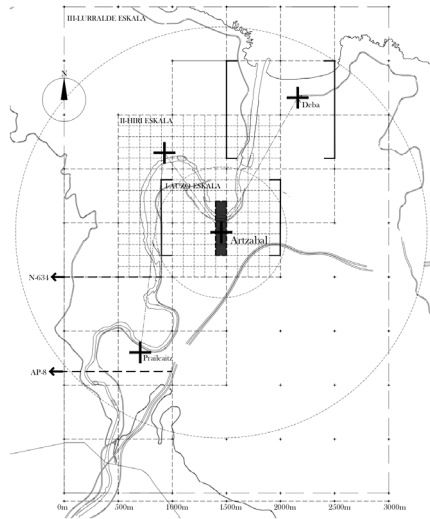 III-LURRALDE ESKALA
N
Deba
II-HIRI ESKALA
I-AUZO ESKALA
Artzabal
N-634
Praileaitz
AP-8
0m 500m 1000m 1500m 2000m 2500m 3000m